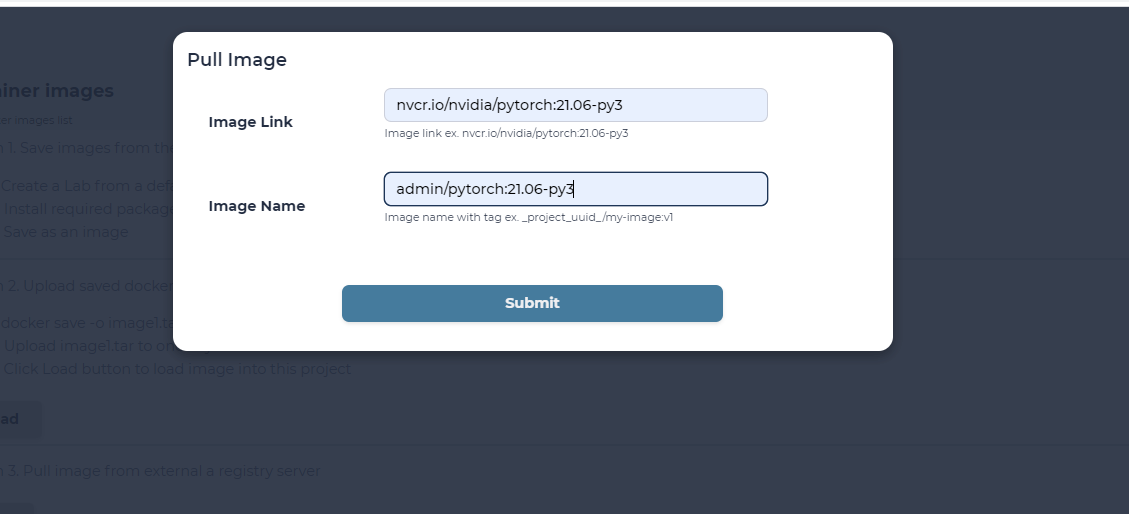 Pull Image
nvcr.io/nvidia/pytorch:21.06-py3
Image Link
Image link ex. nvcr.io/nvidia/pytorch:21.06-py3
admin/pytorch:21.06-py3
Image Name
Image name with tag ex. _project_uuid_/my-image:v1
Submit
iner images
er images list
n 1. Save images from th
Create a Lab from a def
Install required package
Save as an image
n 2. Upload saved docker
docker save -o image1.ta
Upload image1.tar to
Click Load button to load image into this project
ad
n 3. Pull image from external a registry server